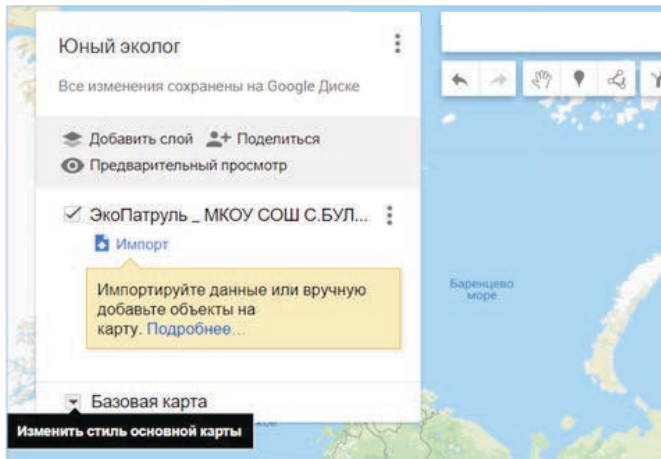 Юный эколог
Все изменения сохранены на Google Диске
Добавить слой Поделиться
Предварительный просмотр
ЭкоПатруль _ МКОУ СОШ С.БУЛ...
Импорт
Импортируйте данные или вручную
добавьте объекты на
карту. Подробнее...
Базовая карта
Изменить стиль основной карты
Баренцево
море